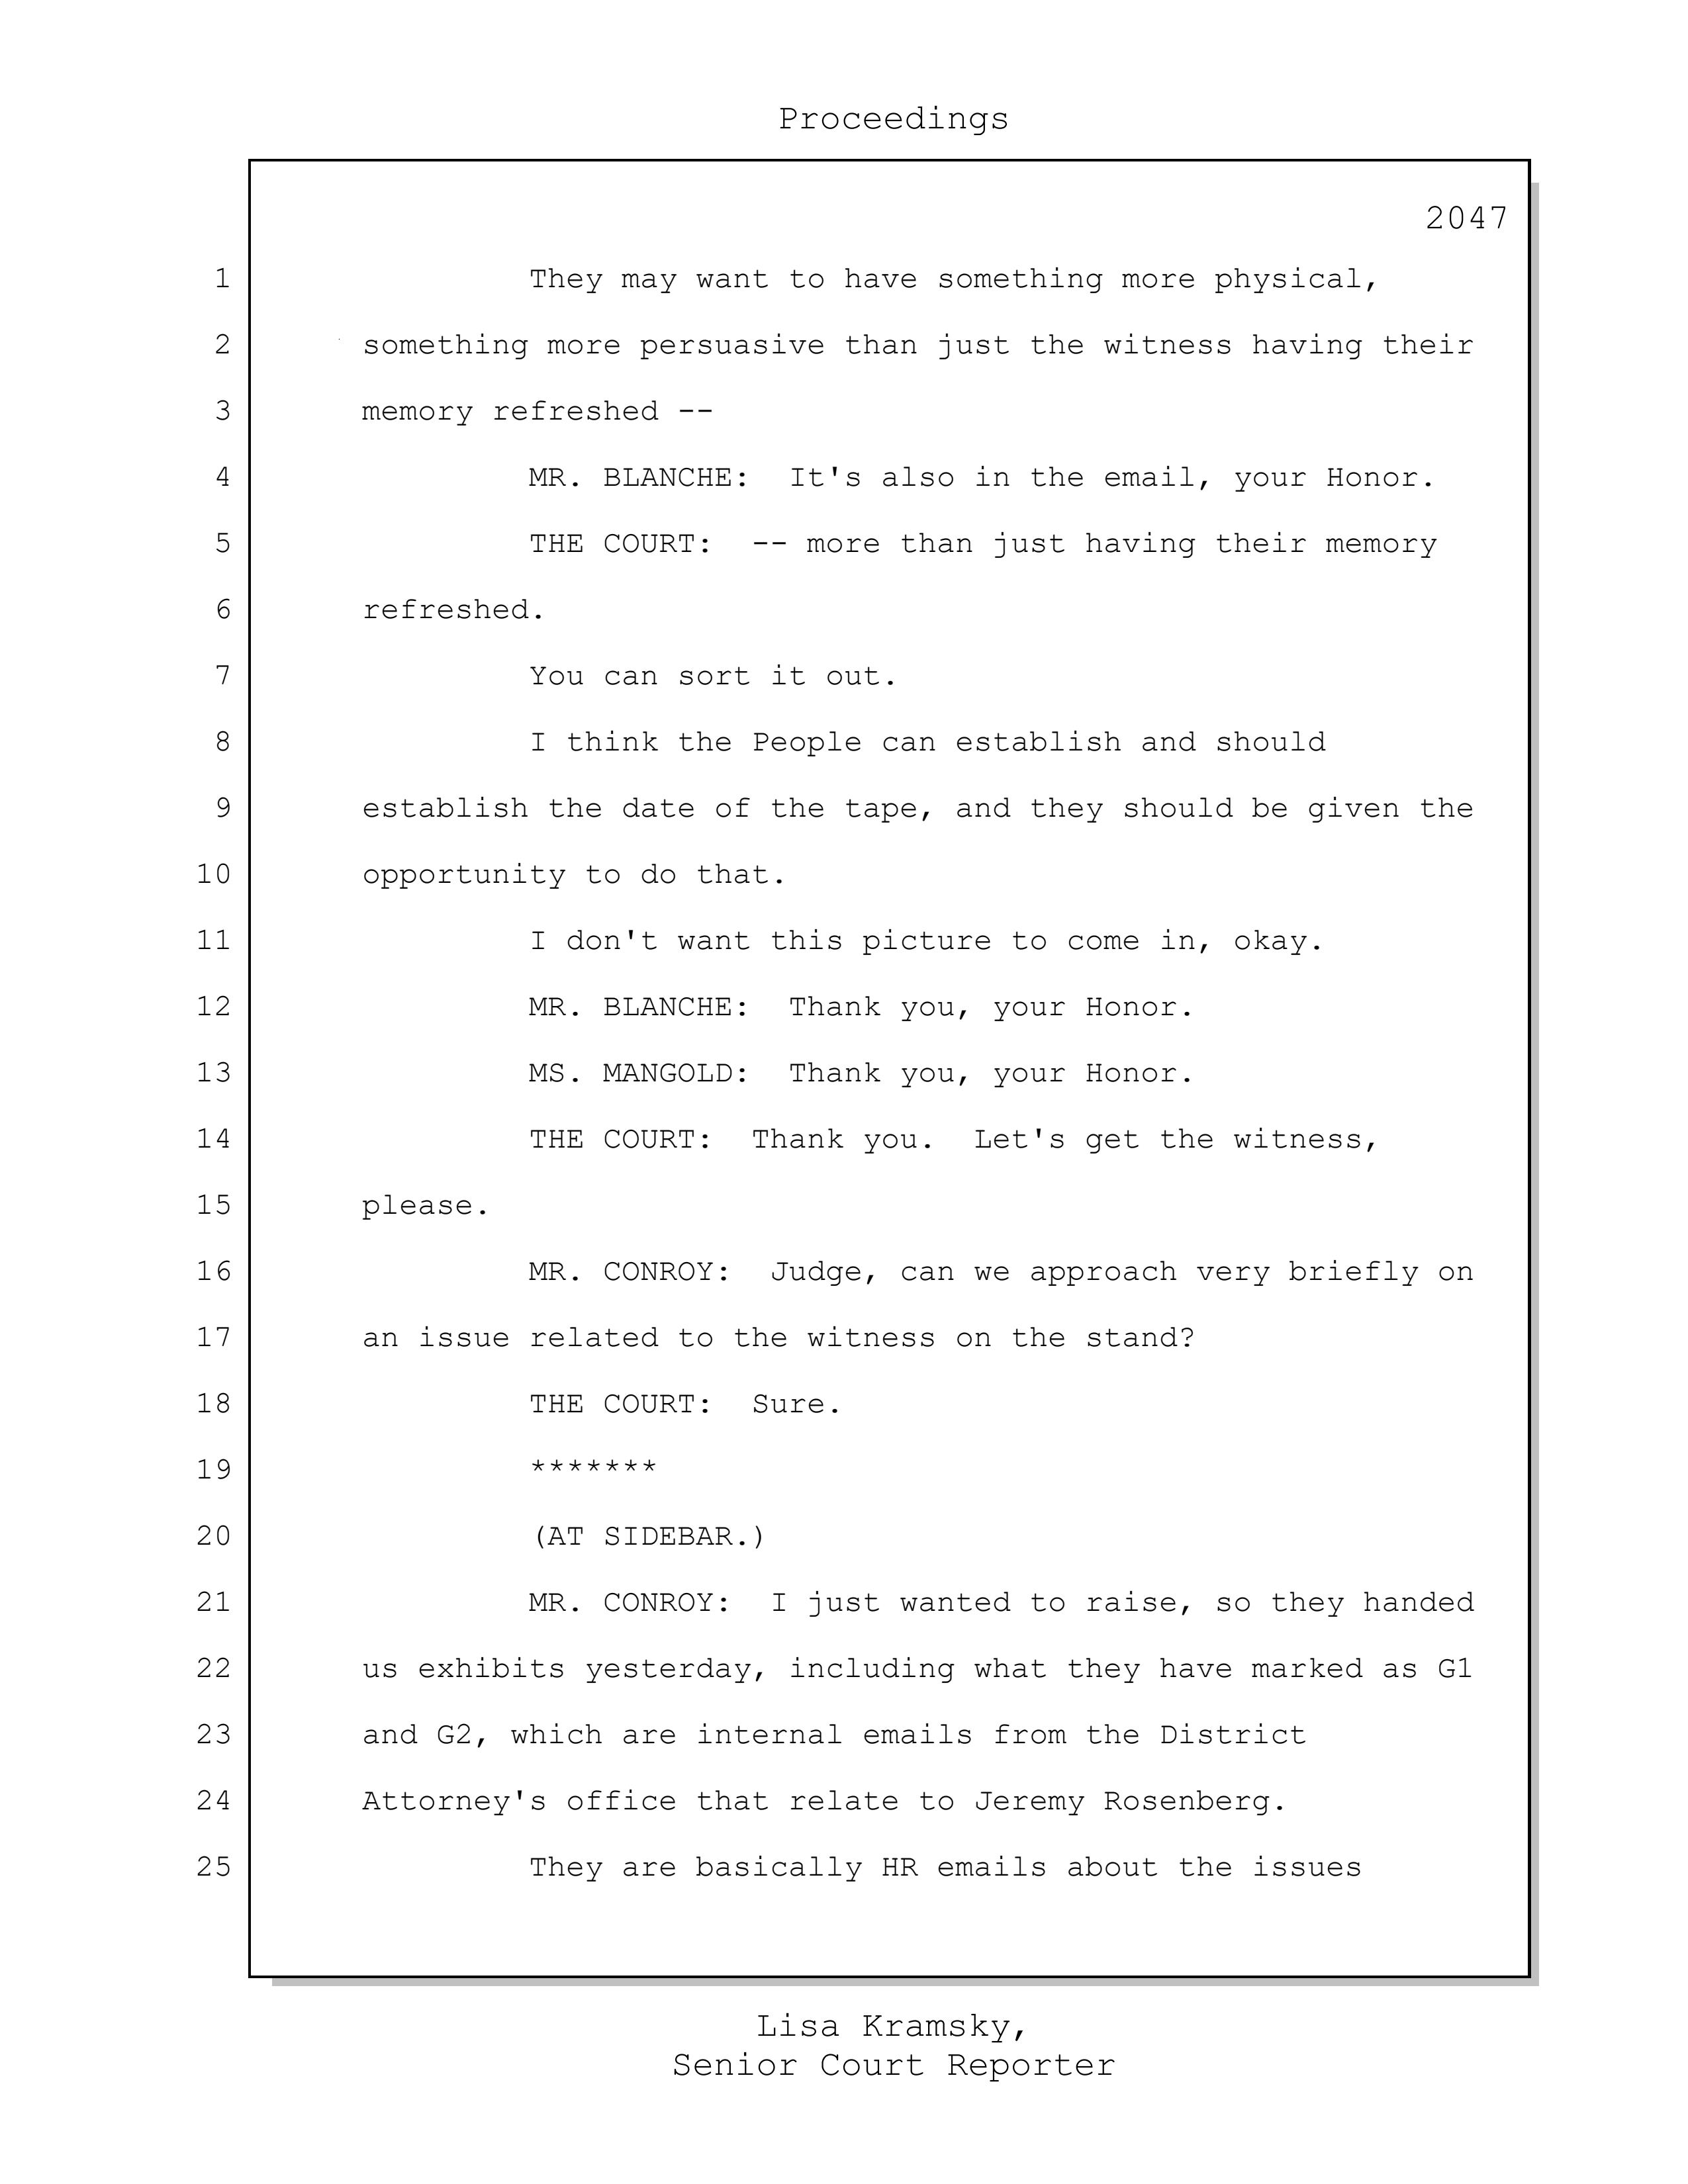 Proceedings
2047
1 They may want to have something more physical,
2 something more persuasive than just the witness having their
3 memory refreshed --
4 MR. BLANCHE: It's also in the email, your Honor.
5 THE COURT: -- more than just having their memory
6 refreshed.
7 You can sort it out.
8 I think the People can establish and should
9 establish the date of the tape, and they should be given the
10 opportunity to do that.
11 I don't want this picture to come in, okay.
12 MR. BLANCHE: Thank you, your Honor.
13 MS. MANGOLD: Thank you, your Honor.
14 THE COURT: Thank you. Let's get the witness,
15 please.
16 MR. CONROY: Judge, can we approach very briefly on
17 an issue related to the witness on the stand?
18 THE COURT: Sure.
19 *******
20 (AT SIDEBAR.)
21 MR. CONROY: I just wanted to raise, so they handed
22 us exhibits yesterday, including what they have marked as G1
23 and G2, which are internal emails from the District
24 Attorney's office that relate to Jeremy Rosenberg.
25 They are basically HR emails about the issues
Lisa Kramsky,
Senior Court Reporter